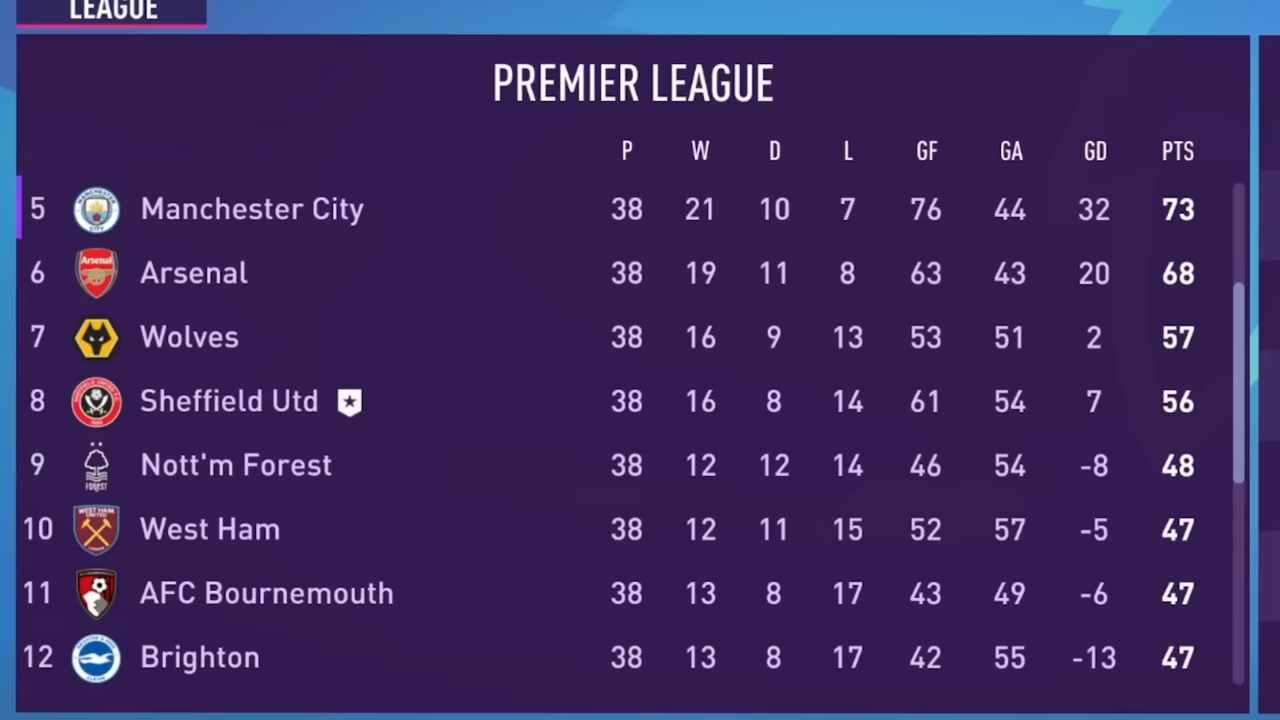 LEAGUE
PREMIER LEAGUE
P W D L GF GA GD PTS
5 Manchester City 38 21 10 7 76 44 32 73
6 Arsenal 38 19 11 8 63 43 20 68
7 Wolves 38 16 9 13 53 51 2 57
8 Sheffield Utd 38 16 8 14 61 54 7 56
9 Nott'm Forest 38 12 12 14 46 54 -8 48
10 West Ham 38 12 11 15 52 57 -5 47
11 AFC Bournemouth 38 13 8 17 43 49 -6 47
12 Brighton 38 13 8 17 42 55 -13 47